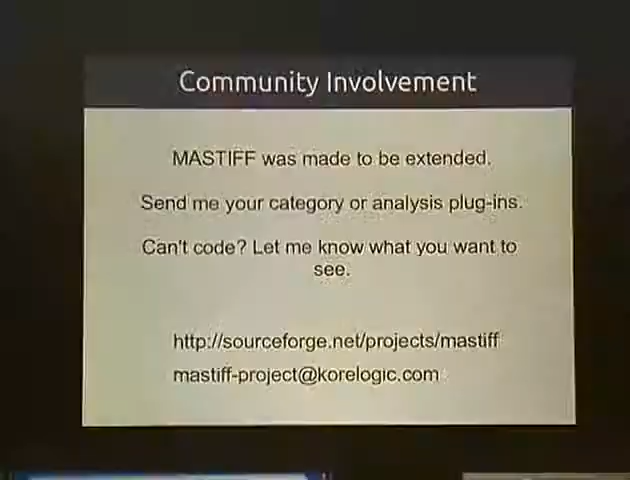 Community Involvement
MASTIFF was made to be extended.
Send me your category or analysis plug-ins.
Can't code? Let me know what you want to
see.
http://sourceforge.net/projects/mastiff
mastiff-project@korelogic.com